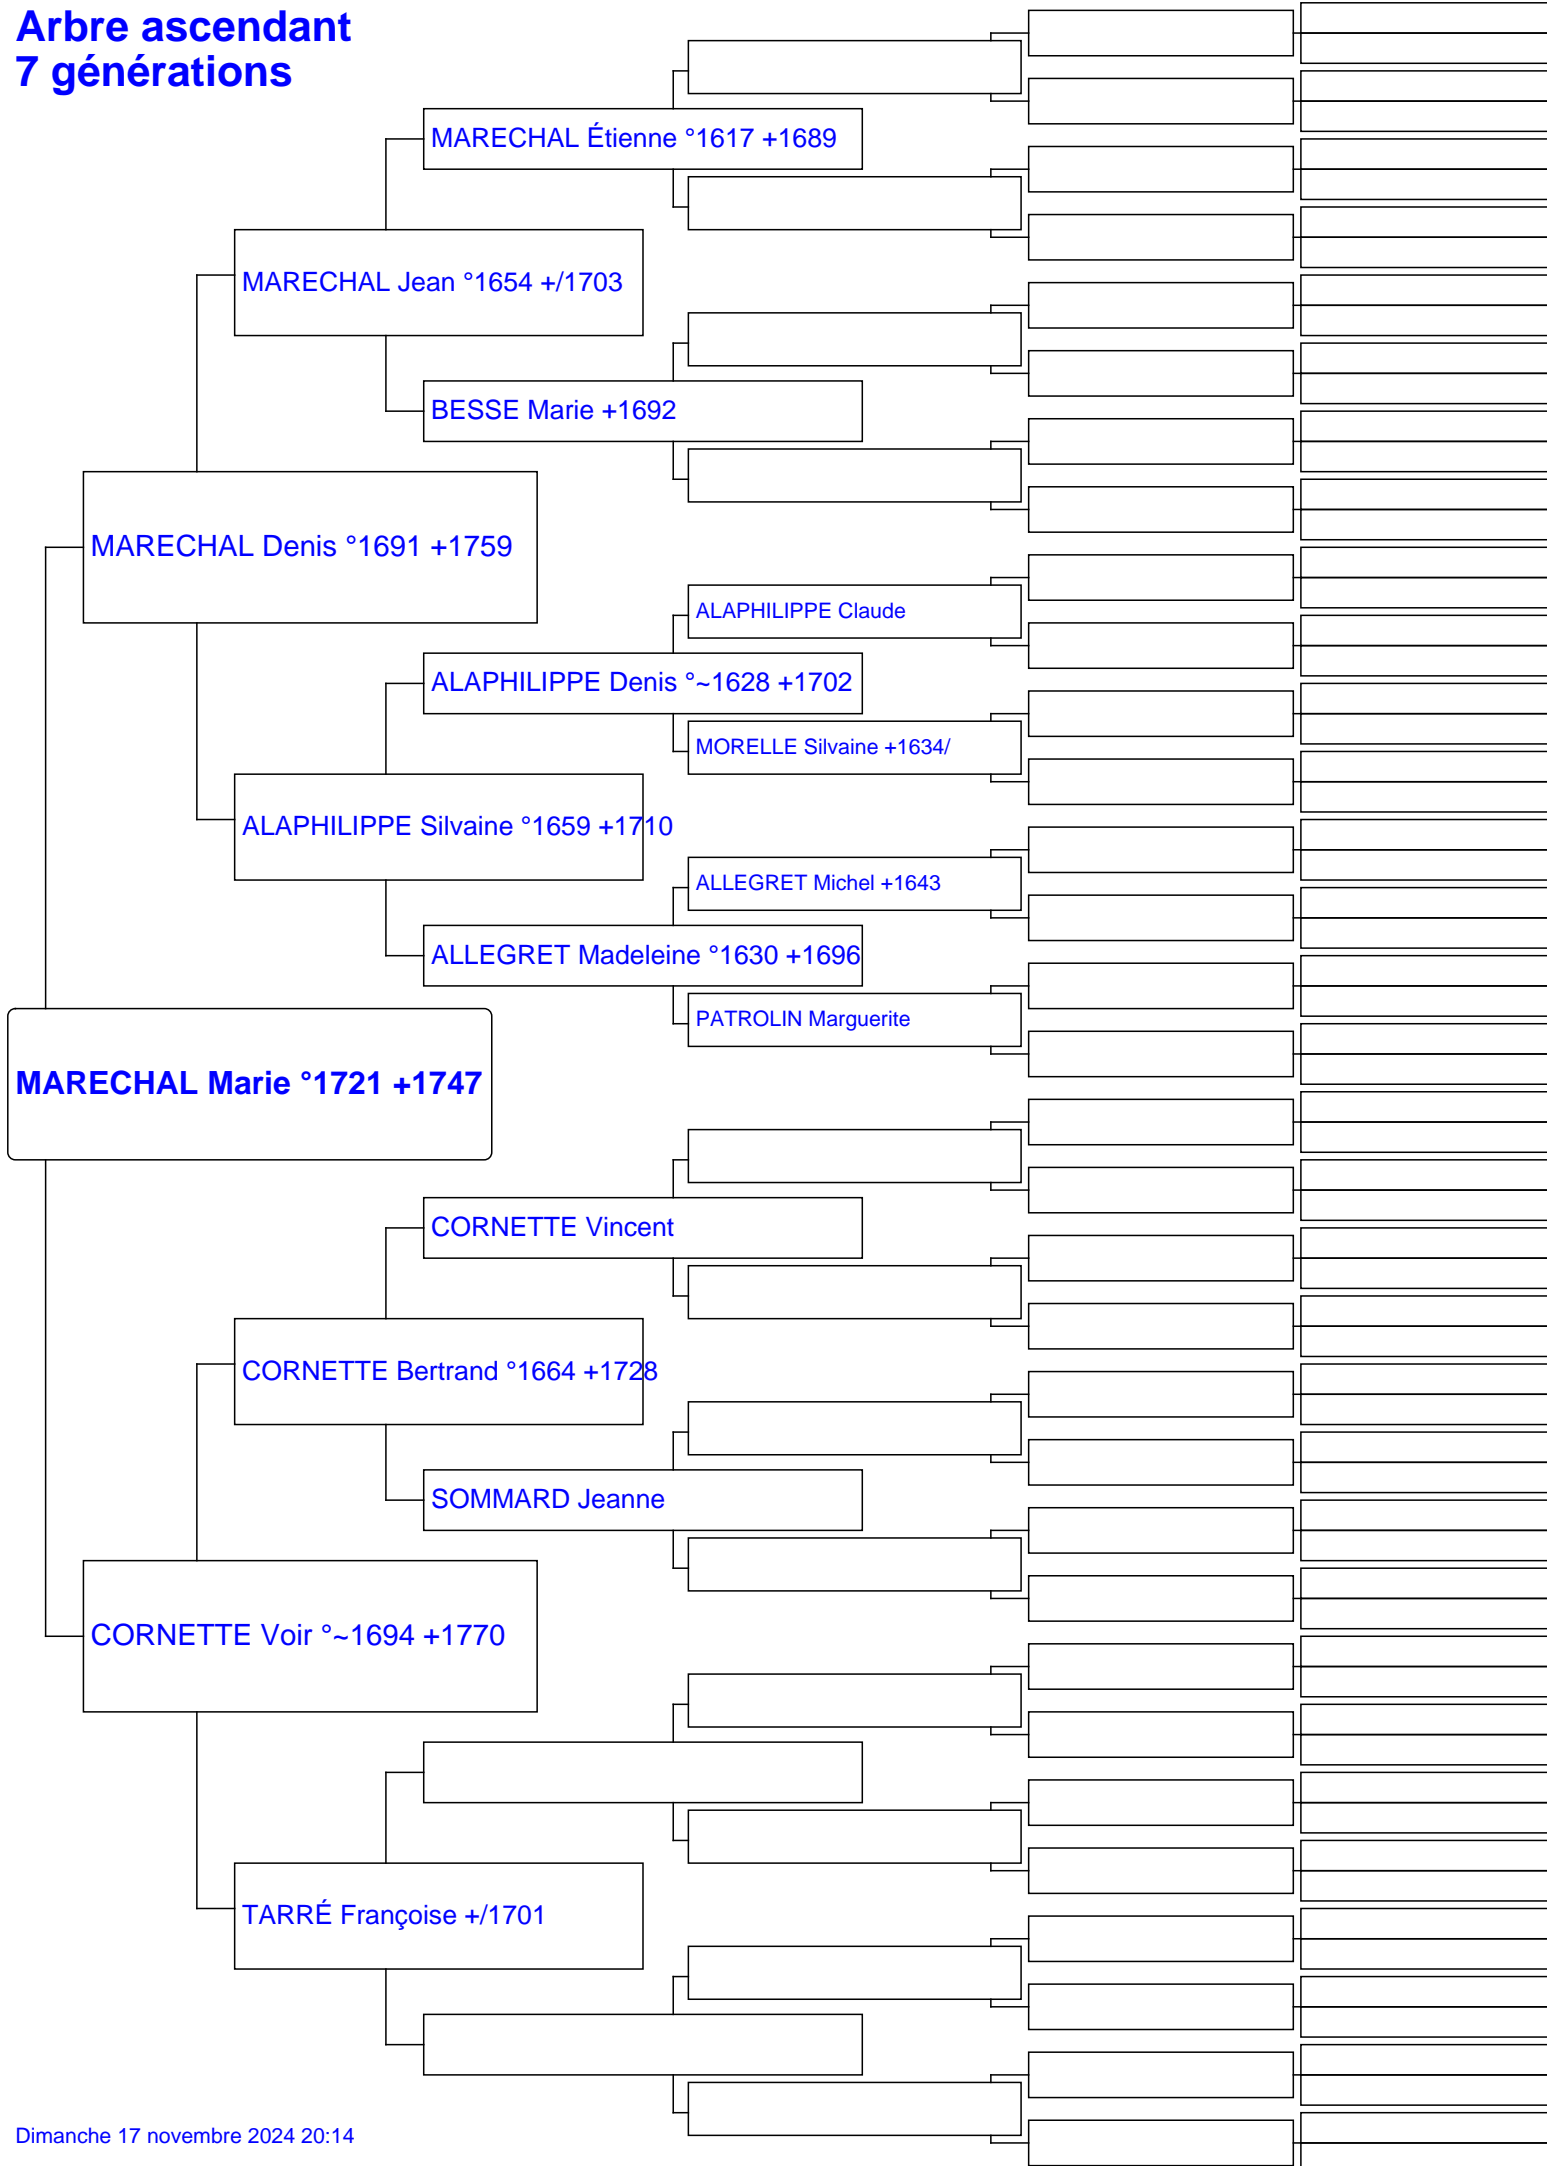 Arbre ascendant
7 générations
MARECHAL Étienne °1617 +1689
MARECHAL Jean °1654 +/1703
BESSE Marie +1692
MARECHAL Denis °1691 +1759
ALAPHILIPPE Claude
ALAPHILIPPE Denis °~1628 +1702
MORELLE Silvaine +1634/
ALAPHILIPPE Silvaine °1659 +1710
ALLEGRET Michel +1643
ALLEGRET Madeleine °1630 +1696
PATROLIN Marguerite
MARECHAL Marie °1721 +1747
CORNETTE Vincent
CORNETTE Bertrand °1664 +1728
SOMMARD Jeanne
CORNETTE Voir °~1694 +1770
TARRÉ Françoise +/1701
Dimanche 17 novembre 2024 20:14